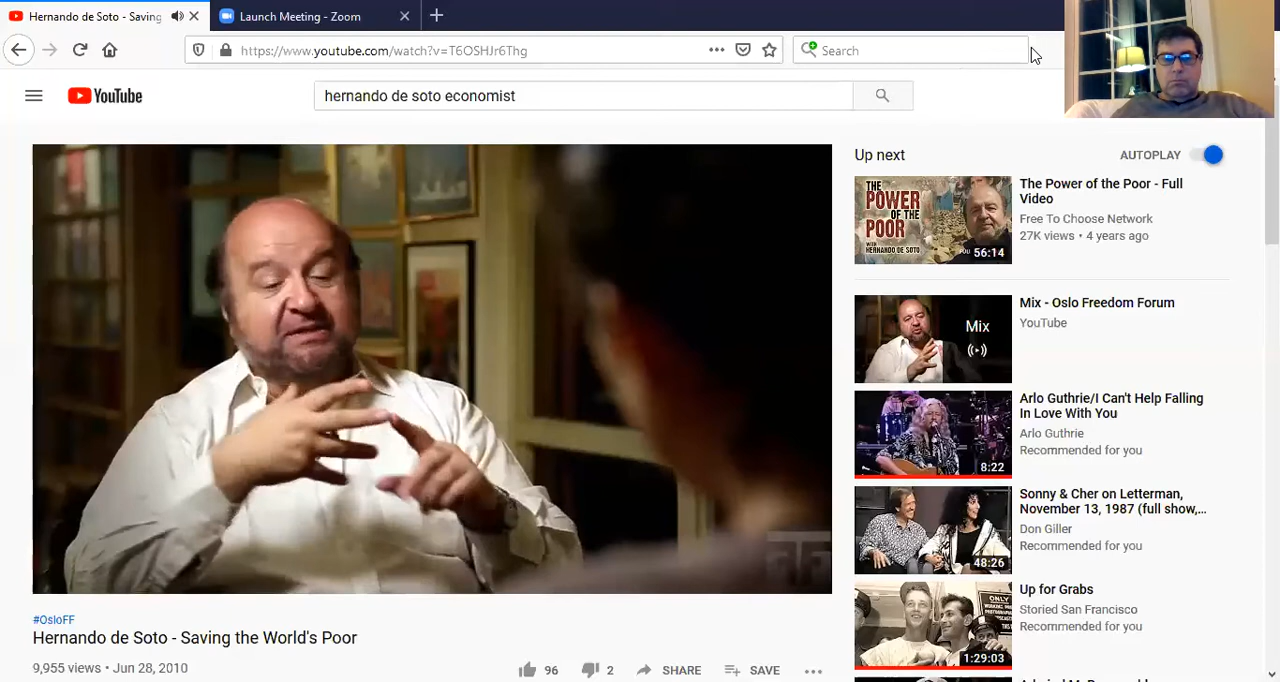 Hernando de Soto - Saving
Launch Meeting - Zoom
https://www.youtube.com/watch?v=T6OSHJr6Thg
Search
YouTube
hernando de soto economist
Up next
AUTOPLAY
THE
POWER
OF THE
POOR
WITH
HERNANDO DE SOTO
56:14
The Power of the Poor - Full
Video
Free To Choose Network
27K views • 4 years ago
Mix
Mix - Oslo Freedom Forum
YouTube
8:22
Arlo Guthrie/I Can't Help Falling
In Love With You
Arlo Guthrie
Recommended for you
48:26
Sonny & Cher on Letterman,
November 13, 1987 (full show,...
Don Giller
Recommended for you
ONLY
1:29:03
Up for Grabs
Storied San Francisco
Recommended for you
#OsloFF
Hernando de Soto - Saving the World's Poor
9,955 views • Jun 28, 2010
96
2
SHARE
SAVE